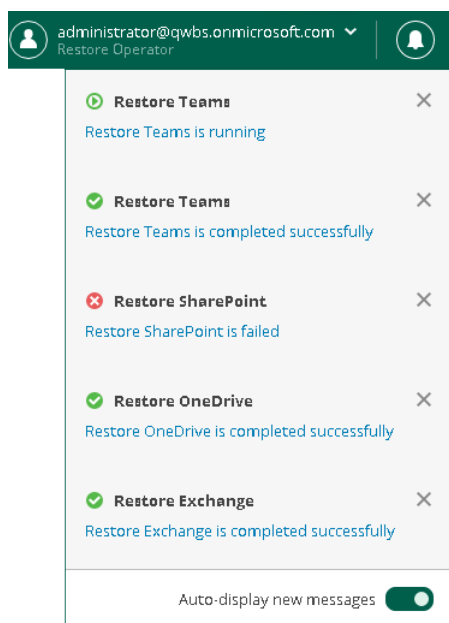 administrator@qwbs.onmicrosoft.com
Restore Operator
Restore Teams
Restore Teams is running
Restore Teams
Restore Teams is completed successfully
Restore SharePoint
Restore SharePoint is failed
Restore OneDrive
Restore OneDrive is completed successfully
Restore Exchange
Restore Exchange is completed successfully
Auto-display new messages